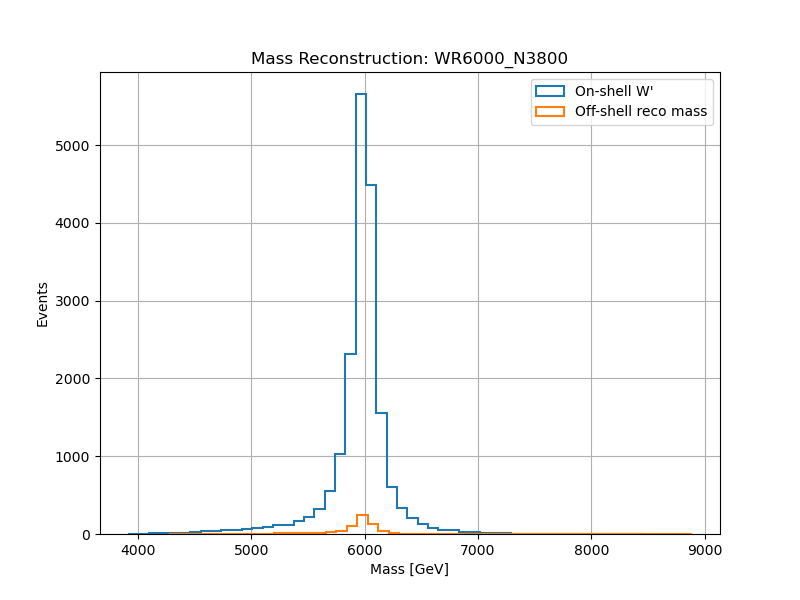 Mass Reconstruction: WR6000_N3800
On-shell W'
Off-shell reco mass
5000
4000
3000
2000
1000
0
Events
4000 5000 6000 7000 8000 9000
Mass [GeV]